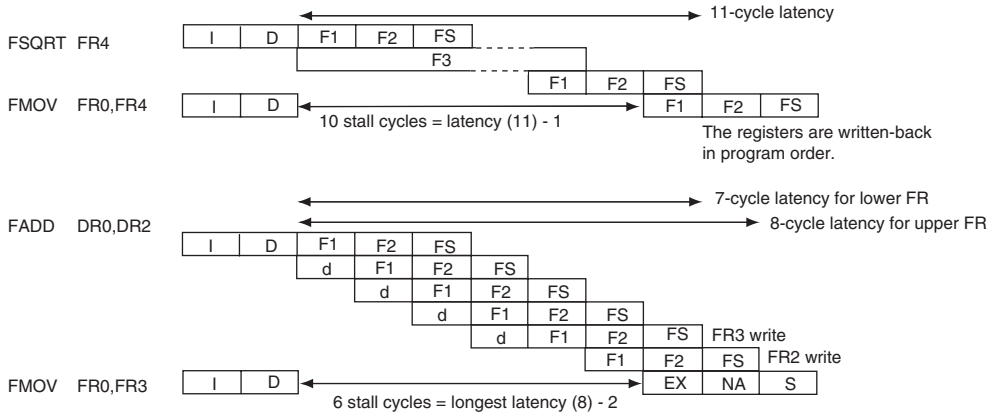 11-cycle latency
FSQRT FR4 I D F1 F2 FS
F3
F1 F2 FS
FMOV FR0,FR4 I D F1 F2 FS
10 stall cycles = latency (11) - 1
The registers are written-back
in program order.
7-cycle latency for lower FR
8-cycle latency for upper FR
FADD DR0,DR2 I D F1 F2 FS
d F1 F2 FS
d F1 F2 FS
d F1 F2 FS
d F1 F2 FS FR3 write
F1 F2 FS FR2 write
FMOV FR0,FR3 I D EX NA S
6 stall cycles = longest latency (8) - 2